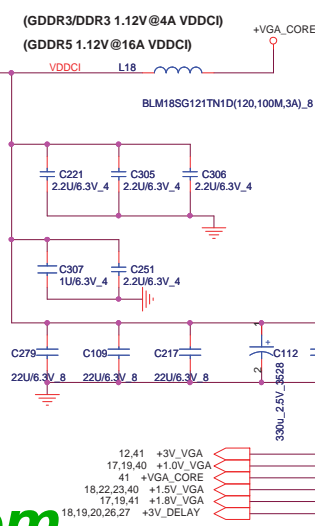 (GDDR3/DDR3 1.12V@4A VDDCI)
+VGA_CORE
(GDDR5 1.12V@16A VDDCI)
VDDCI L18
BLM18SG121TN1D(120,100M,3A)_8
C221 C305 C306
2.2U/6.3V_4 2.2U/6.3V_4 2.2U/6.3V_4
C307 C251
1U/6.3V_4 2.2U/6.3V_4
1
+
C279 C109 C217 C112
2
22U/6.3V_8 22U/6.3V_8 22U/6.3V_8
330u_2.5V_3528
12,41 +3V_VGA
17,19,40 +1.0V_VGA
41 +VGA_CORE
18,22,23,40 +1.5V_VGA
17,19,41 +1.8V_VGA
18,19,20,26,27 +3V_DELAY